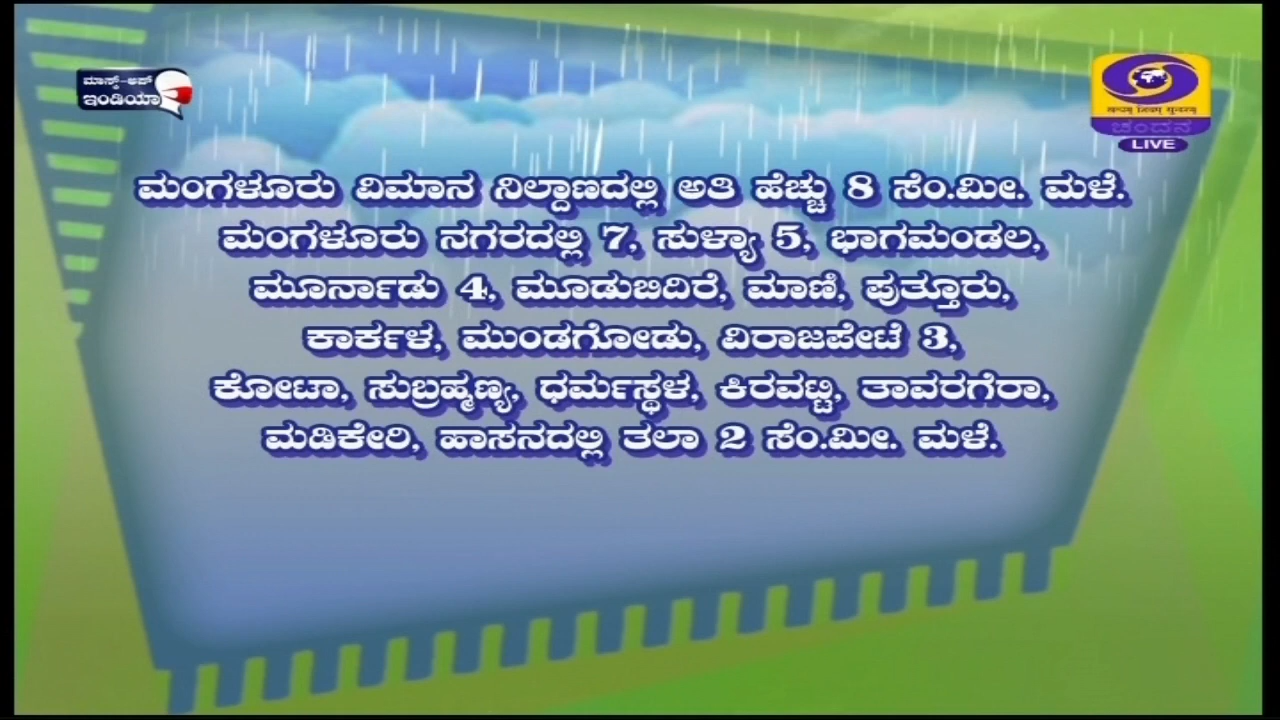 ಮಾಸ್ಕ್-ಅಪ್
ಇಂಡಿಯಾ
ಚಂದನ
LIVE
ಮಂಗಳೂರು ವಿಮಾನ ನಿಲ್ದಾಣದಲ್ಲಿ ಅತಿ ಹೆಚ್ಚು 8 ಸೆಂ.ಮೀ. ಮಳೆ.
ಮಂಗಳೂರು ನಗರದಲ್ಲಿ 7, ಸುಳ್ಯಾ 5, ಭಾಗಮಂಡಲ,
ಮೂರ್ನಾಡು 4, ಮೂಡುಬಿದಿರೆ, ಮಾಣಿ, ಪುತ್ತೂರು,
ಕಾರ್ಕಳ, ಮುಂಡಗೋಡು, ವಿರಾಜಪೇಟೆ 3,
ಕೋಟಾ, ಸುಬ್ರಹ್ಮಣ್ಯ, ಧರ್ಮಸ್ಥಳ, ಕಿರವಟ್ಟಿ, ತಾವರಗೆರಾ,
ಮಡಿಕೇರಿ, ಹಾಸನದಲ್ಲಿ ತಲಾ 2 ಸೆಂ.ಮೀ. ಮಳೆ.